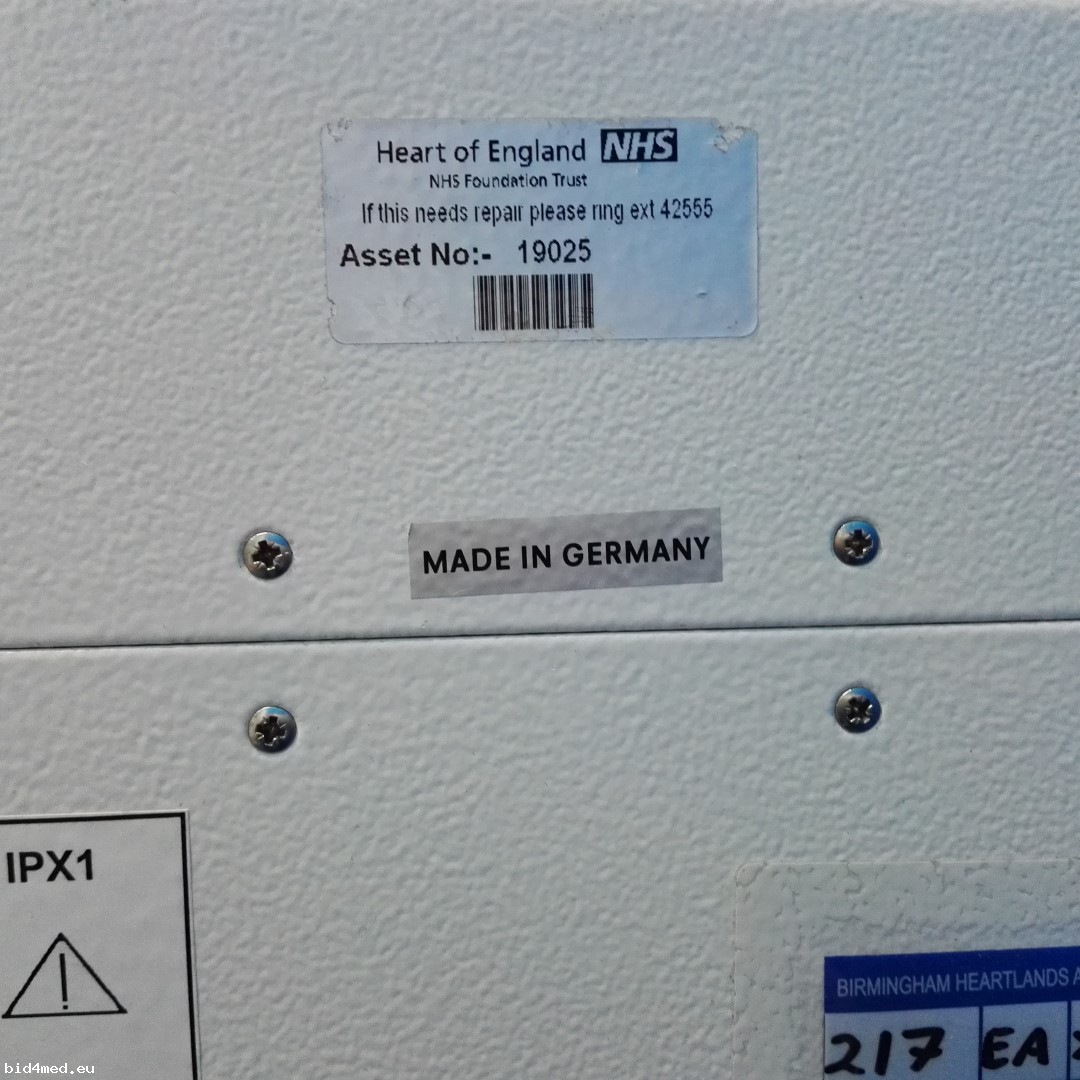 Heart of England NHS
NHS Foundation Trust
If this needs repair please ring ext 42555
Asset No:- 19025
MADE IN GERMANY
IPX1
!
BIRMINGHAM HEARTLANDS
217 EA
bid4med.eu